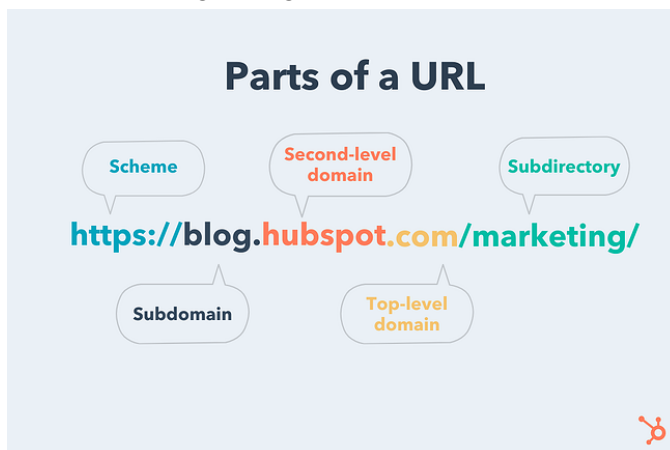 Parts of a URL
Scheme
Second-level
domain
Subdirectory
https://blog.hubspot.com/marketing/
Subdomain
Top-level
domain